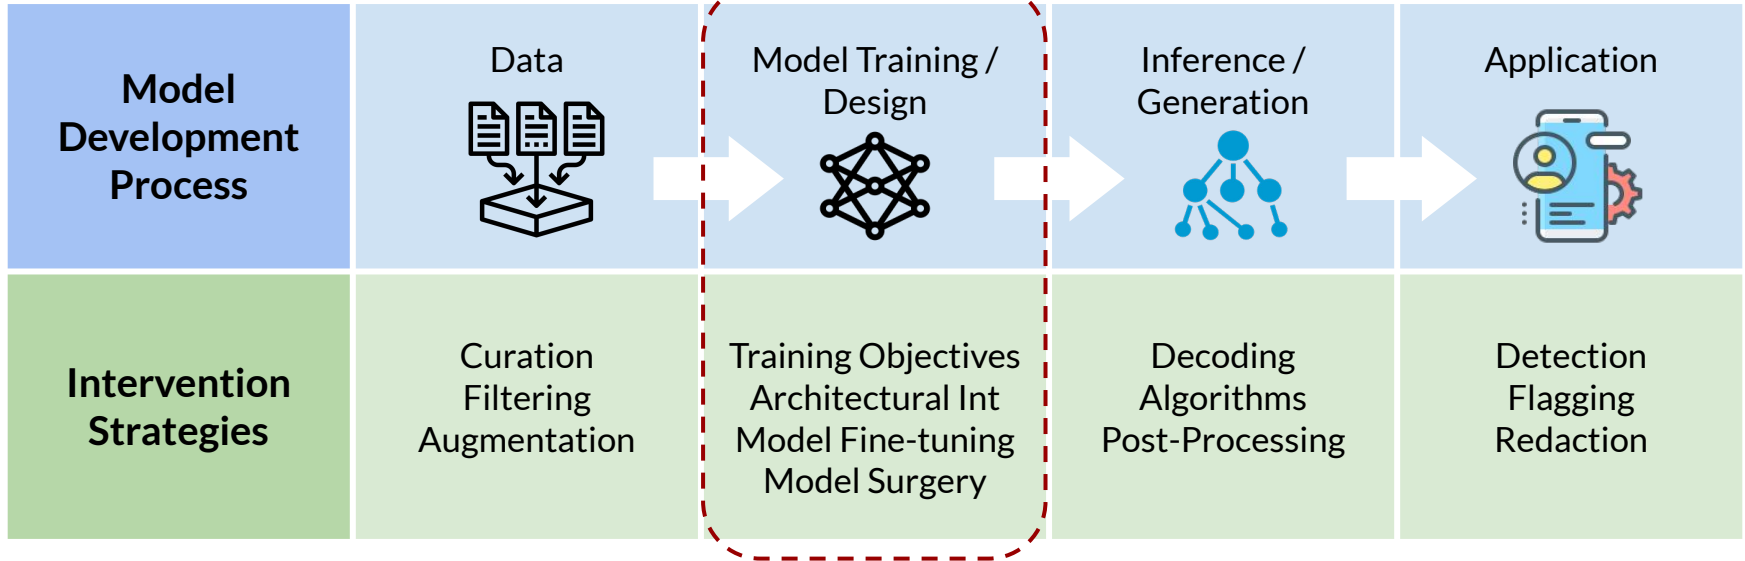 Model
Development
Process
Data
Model Training /
Design
Inference /
Generation
Application
Intervention
Strategies
Curation
Filtering
Augmentation
Training Objectives
Architectural Int
Model Fine-tuning
Model Surgery
Decoding
Algorithms
Post-Processing
Detection
Flagging
Redaction